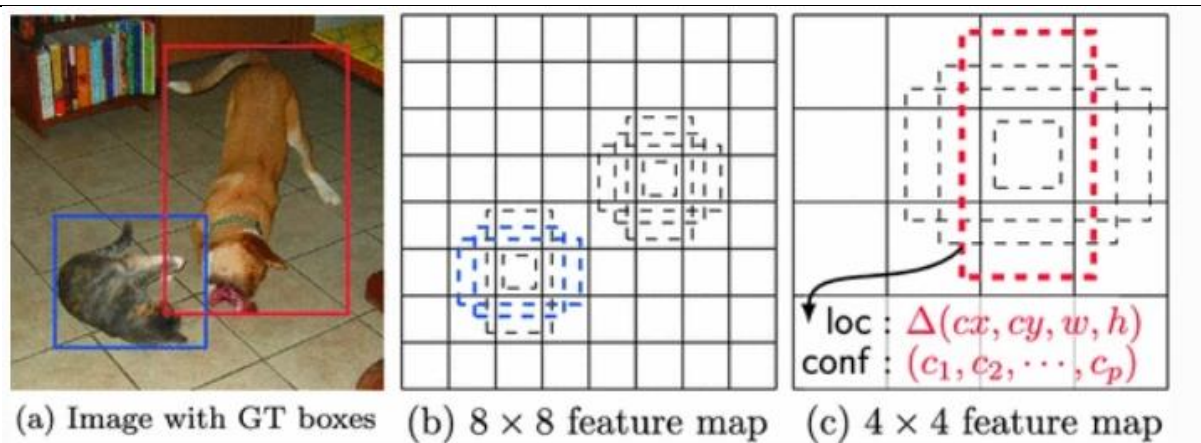 loc : Δ(cx, cy, w, h)
conf : (c₁, c₂, ⋯, cₚ)
(a) Image with GT boxes
(b) 8 × 8 feature map
(c) 4 × 4 feature map